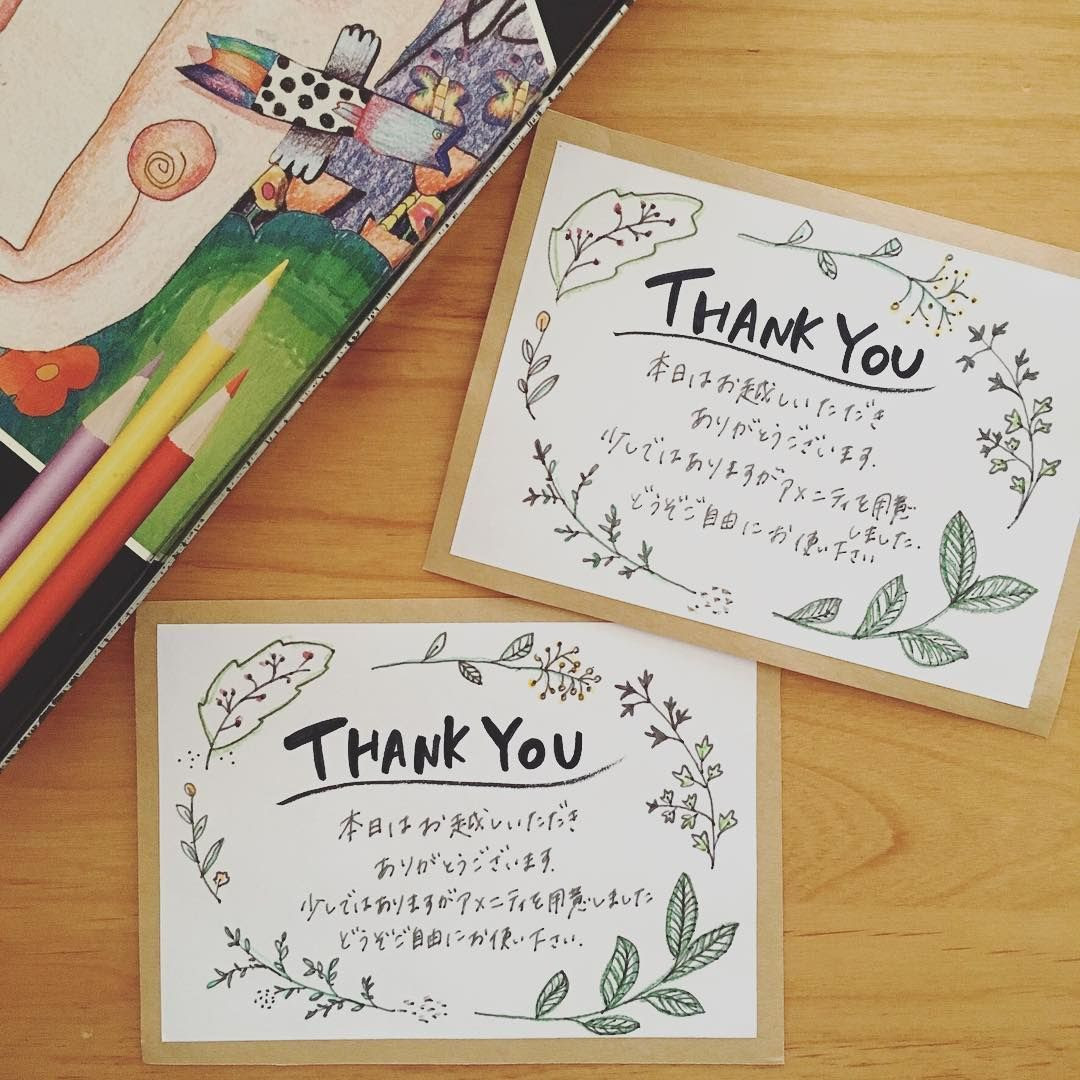 THANK YOU
本日はお越しいただき
ありがとうございます.
少しではありますがアメニティを用意
しました.
どうぞご自由にお使い下さい
THANK YOU
本日はお越しいただき
ありがとうございます.
少しではありますがアメニティを用意しました
どうぞご自由にお使い下さい.